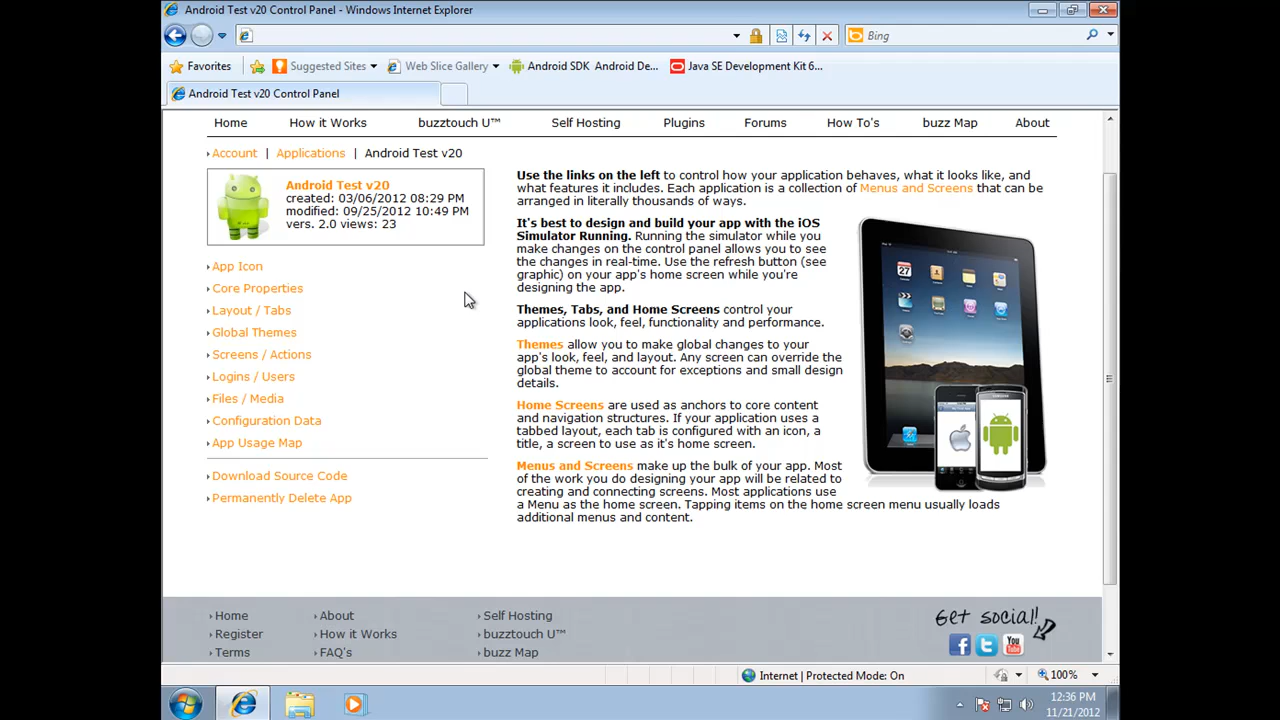 Android Test v20 Control Panel - Windows Internet Explorer
Bing
Favorites Suggested Sites Web Slice Gallery Android SDK Android De... Java SE Development Kit 6...
Android Test v20 Control Panel
Home How it Works buzztouch U™ Self Hosting Plugins Forums How To's buzz Map About
Account | Applications | Android Test v20
Android Test v20
created: 03/06/2012 08:29 PM
modified: 09/25/2012 10:49 PM
vers. 2.0 views: 23
App Icon
Core Properties
Layout / Tabs
Global Themes
Screens / Actions
Logins / Users
Files / Media
Configuration Data
App Usage Map
Download Source Code
Permanently Delete App
Use the links on the left to control how your application behaves, what it looks like, and
what features it includes. Each application is a collection of Menus and Screens that can be
arranged in literally thousands of ways.
It's best to design and build your app with the iOS
Simulator Running. Running the simulator while you
make changes on the control panel allows you to see
the changes in real-time. Use the refresh button (see
graphic) on your app's home screen while you're
designing the app.
Themes, Tabs, and Home Screens control your
applications look, feel, functionality and performance.
Themes allow you to make global changes to your
app's look, feel, and layout. Any screen can override the
global theme to account for exceptions and small design
details.
Home Screens are used as anchors to core content
and navigation structures. If your application uses a
tabbed layout, each tab is configured with an icon, a
title, a screen to use as it's home screen.
Menus and Screens make up the bulk of your app. Most
of the work you do designing your app will be related to
creating and connecting screens. Most applications use
a Menu as the home screen. Tapping items on the home screen menu usually loads
additional menus and content.
Home About Self Hosting
Register How it Works buzztouch U™
Terms FAQ's buzz Map
Get social!
You Tube
Internet | Protected Mode: On 100%
12:36 PM
11/21/2012